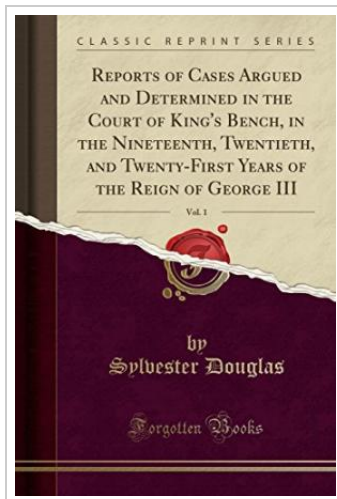 CLASSIC REPRINT SERIES
REPORTS OF CASES ARGUED
AND DETERMINED IN THE
COURT OF KING'S BENCH, IN
THE NINETEENTH, TWENTIETH,
AND TWENTY-FIRST YEARS OF
THE REIGN OF GEORGE III
Vol. 1
by
Sylvester Douglas
Forgotten Books